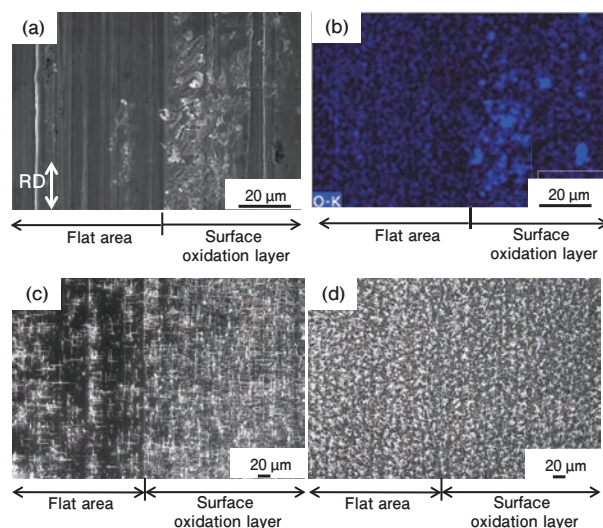 (a)
RD
20 μm
Flat area
Surface
oxidation layer
(b)
O-K
20 μm
Flat area
Surface
oxidation layer
(c)
20 μm
Flat area
Surface
oxidation layer
(d)
20 μm
Flat area
Surface
oxidation layer